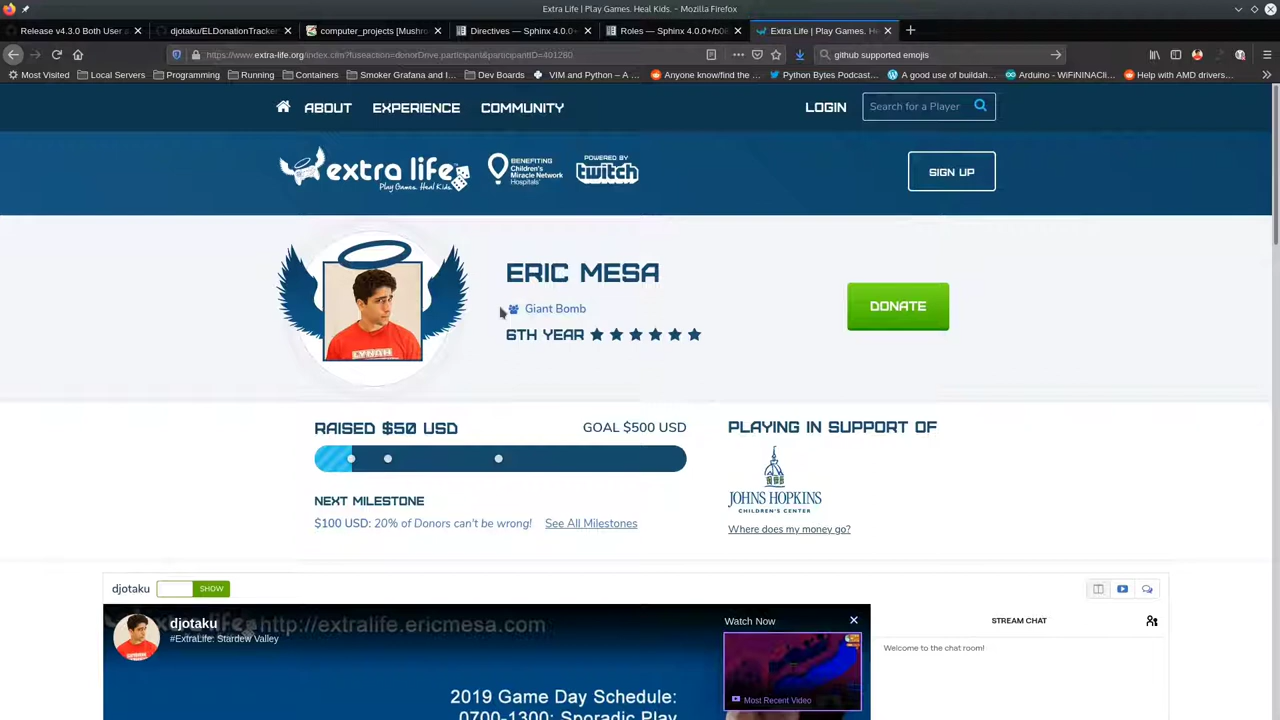 Extra Life | Play Games. Heal Kids. - Mozilla Firefox
Release v4.3.0 Both User a
djotaku/ELDonationTracker
computer_projects [Mushro
Directives — Sphinx 4.0.0+
Roles — Sphinx 4.0.0+/b08
Extra Life | Play Games. He
https://www.extra-life.org/index.cfm?fuseaction=donorDrive.participant&participantID=401280
github supported emojis
Most Visited
Local Servers
Programming
Running
Containers
Smoker Grafana and I...
Dev Boards
VIM and Python – A ...
Anyone know/find the ...
Python Bytes Podcast...
A good use of buildah...
Arduino - WiFiNINACli...
Help with AMD drivers...
ABOUT
EXPERIENCE
COMMUNITY
LOGIN
Search for a Player
extra life
Play Games. Heal Kids.
BENEFITING
Children's
Miracle Network
Hospitals
POWERED BY
twitch
SIGN UP
ERIC MESA
Giant Bomb
6TH YEAR
DONATE
RAISED $50 USD
GOAL $500 USD
NEXT MILESTONE
$100 USD: 20% of Donors can't be wrong!
See All Milestones
PLAYING IN SUPPORT OF
JOHNS HOPKINS
CHILDREN'S CENTER
Where does my money go?
djotaku
SHOW
http://extralife.ericmesa.com
djotaku
#ExtraLife: Stardew Valley
Watch Now
Most Recent Video
2019 Game Day Schedule:
0700-1300: Sporadic Play
STREAM CHAT
Welcome to the chat room!